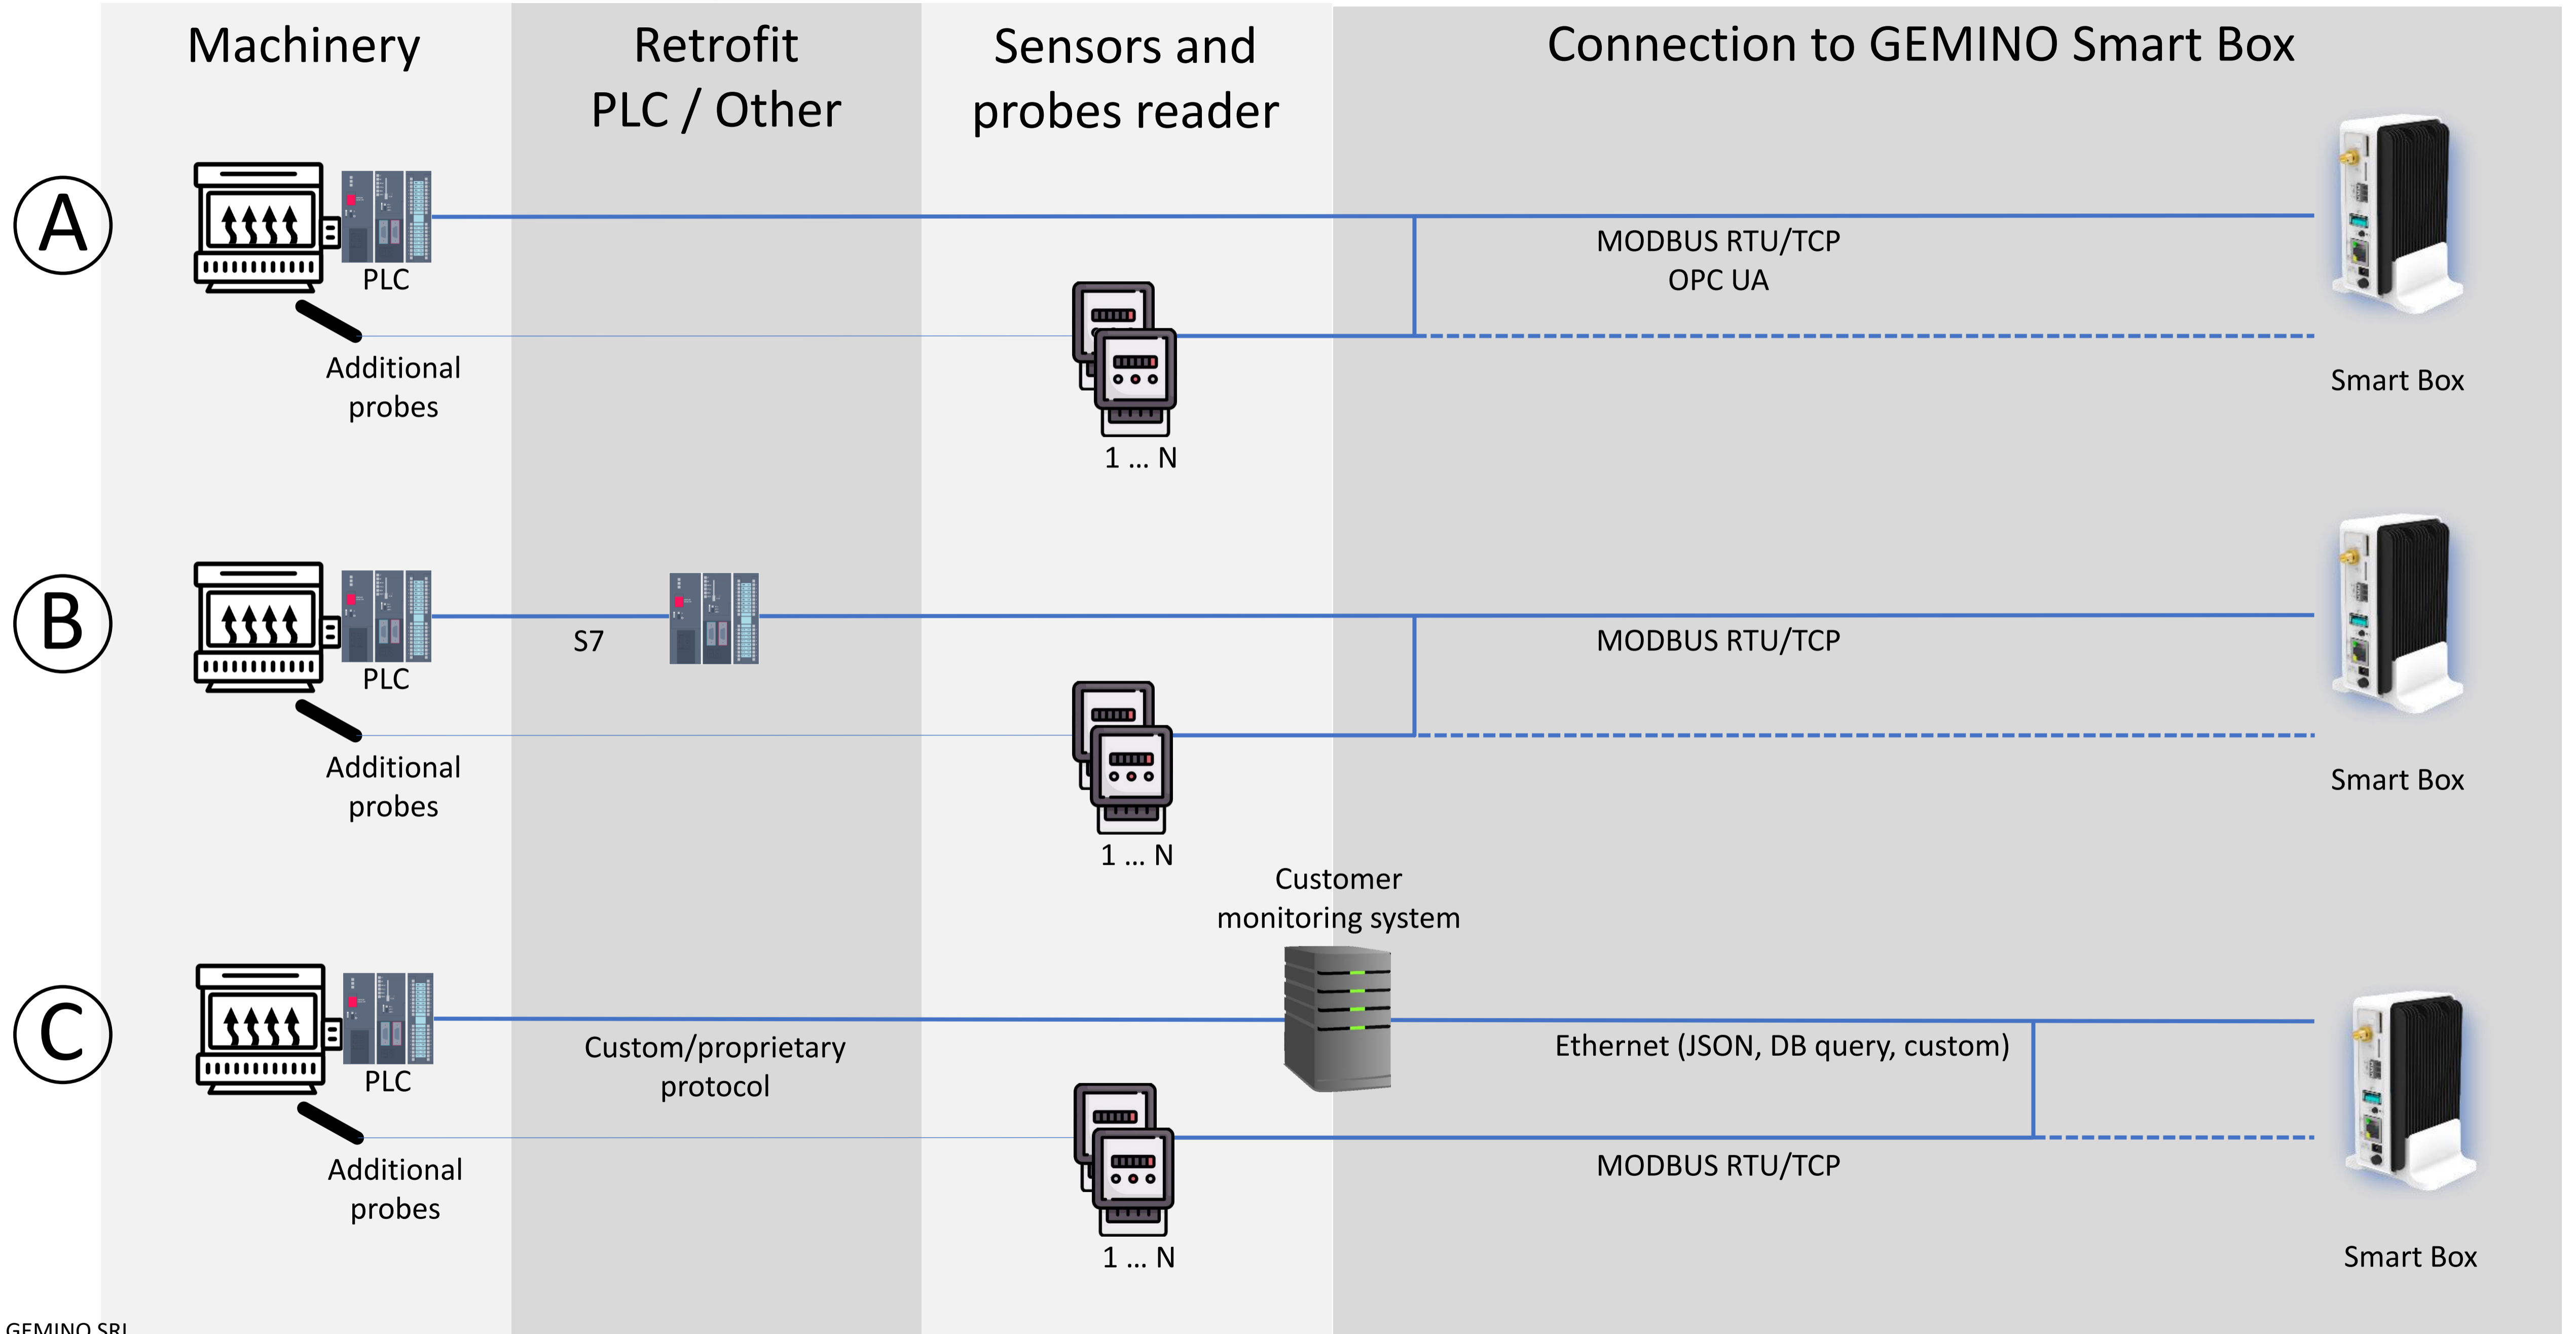 Machinery
Retrofit
PLC / Other
Sensors and
probes reader
Connection to GEMINO Smart Box
A
PLC
MODBUS RTU/TCP
OPC UA
Additional
probes
Smart Box
1 ... N
B
S7
PLC
MODBUS RTU/TCP
Additional
probes
Smart Box
1 ... N
Customer
monitoring system
C
PLC
Custom/proprietary
protocol
Ethernet (JSON, DB query, custom)
Additional
probes
MODBUS RTU/TCP
1 ... N
Smart Box
GEMINO SRL